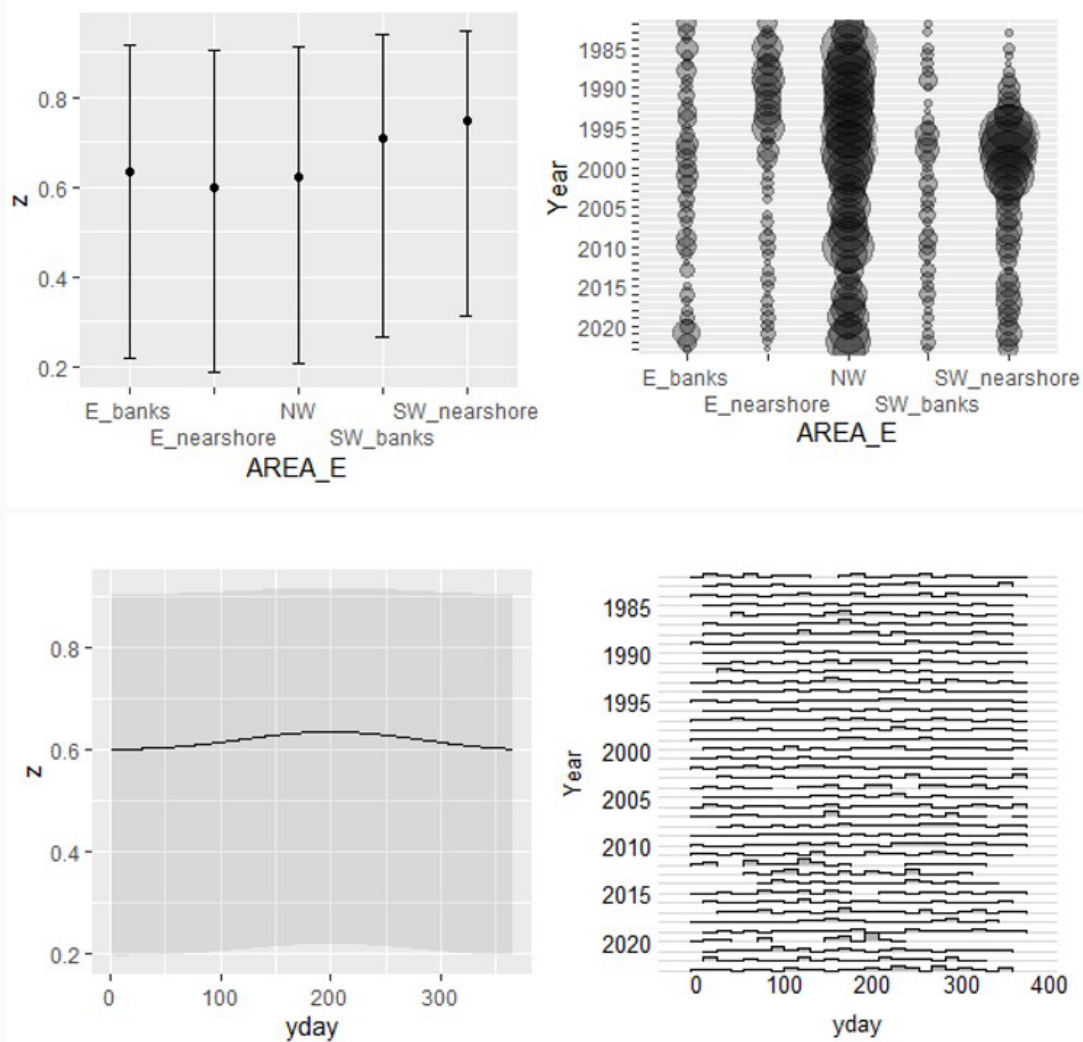 z
0.8
0.6
0.4
0.2
E_banks
NW
SW_nearshore
E_nearshore
SW_banks
AREA_E
Year
1985
1990
1995
2000
2005
2010
2015
2020
E_banks
NW
SW_nearshore
E_nearshore
SW_banks
AREA_E
z
0.8
0.6
0.4
0.2
0
100
200
300
yday
Year
1985
1990
1995
2000
2005
2010
2015
2020
0
100
200
300
400
yday